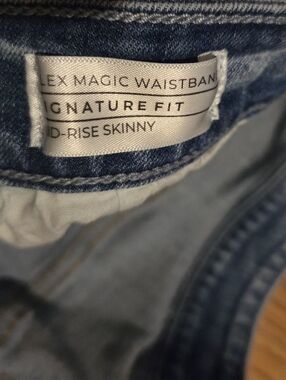 LEX MAGIC WAISTBAN
IGNATURE FIT
ID-RISE SKINNY